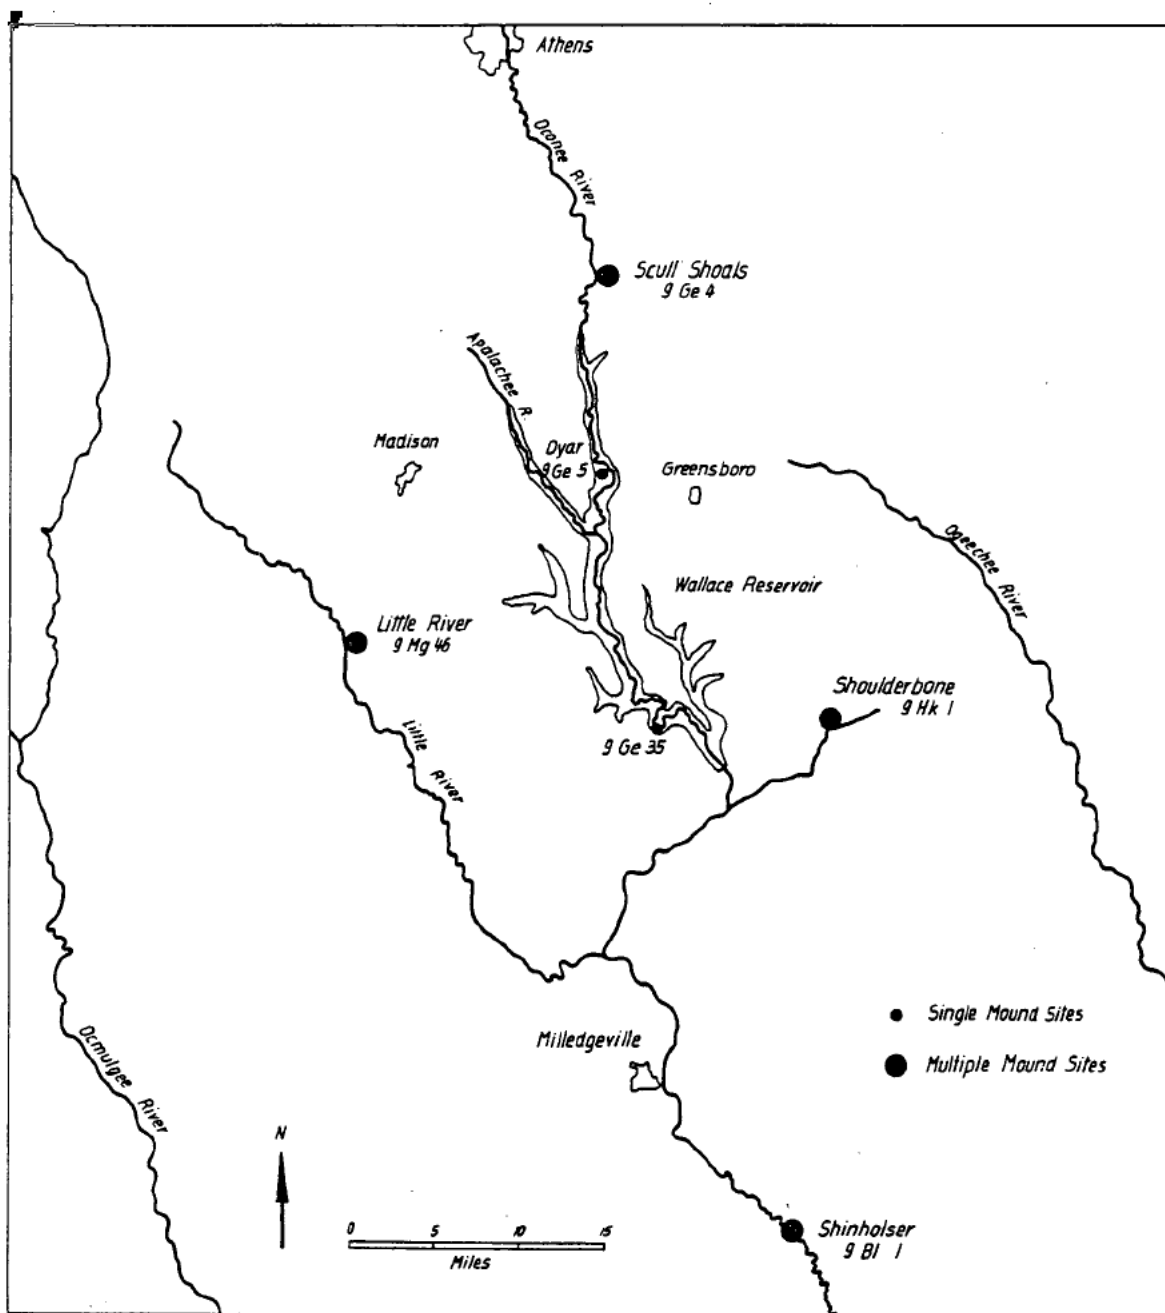 Athens
Oconee River
Scull Shoals
9 Ge 4
Apalachee R.
Madison
Dyar
9 Ge 5
Greensboro
Ogeechee River
Wallace Reservoir
Little River
9 Mg 46
Shoulderbone
9 Hk 1
Little River
9 Ge 35
Single Mound Sites
Milledgeville
Multiple Mound Sites
Ocmulgee River
N
0 5 10 15
Miles
Shinholser
9 Bl 1